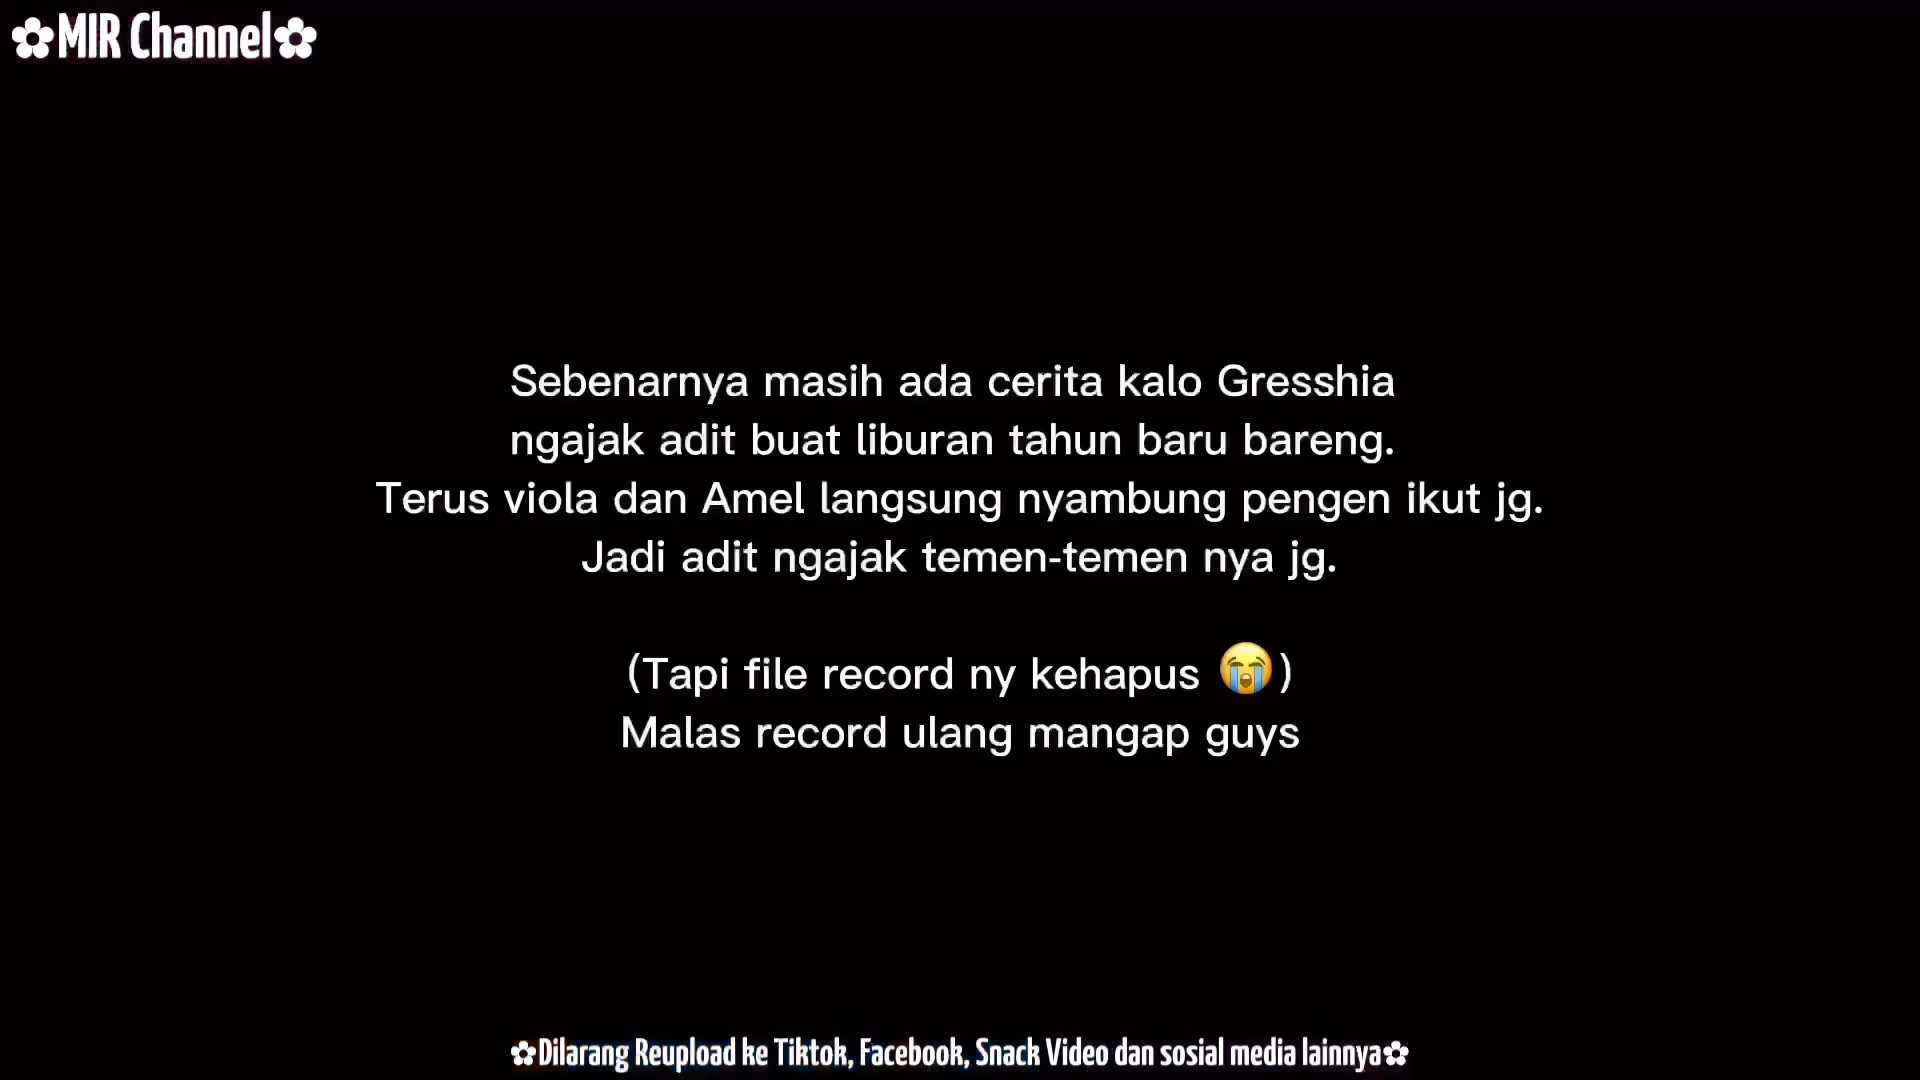 ✿MIR Channel✿
Sebenarnya masih ada cerita kalo Gresshia
ngajak adit buat liburan tahun baru bareng.
Terus viola dan Amel langsung nyambung pengen ikut jg.
Jadi adit ngajak temen-temen nya jg.
(Tapi file record ny kehapus 😭)
Malas record ulang mangap guys
✿Dilarang Reupload ke Tiktok, Facebook, Snack Video dan sosial media lainnya✿